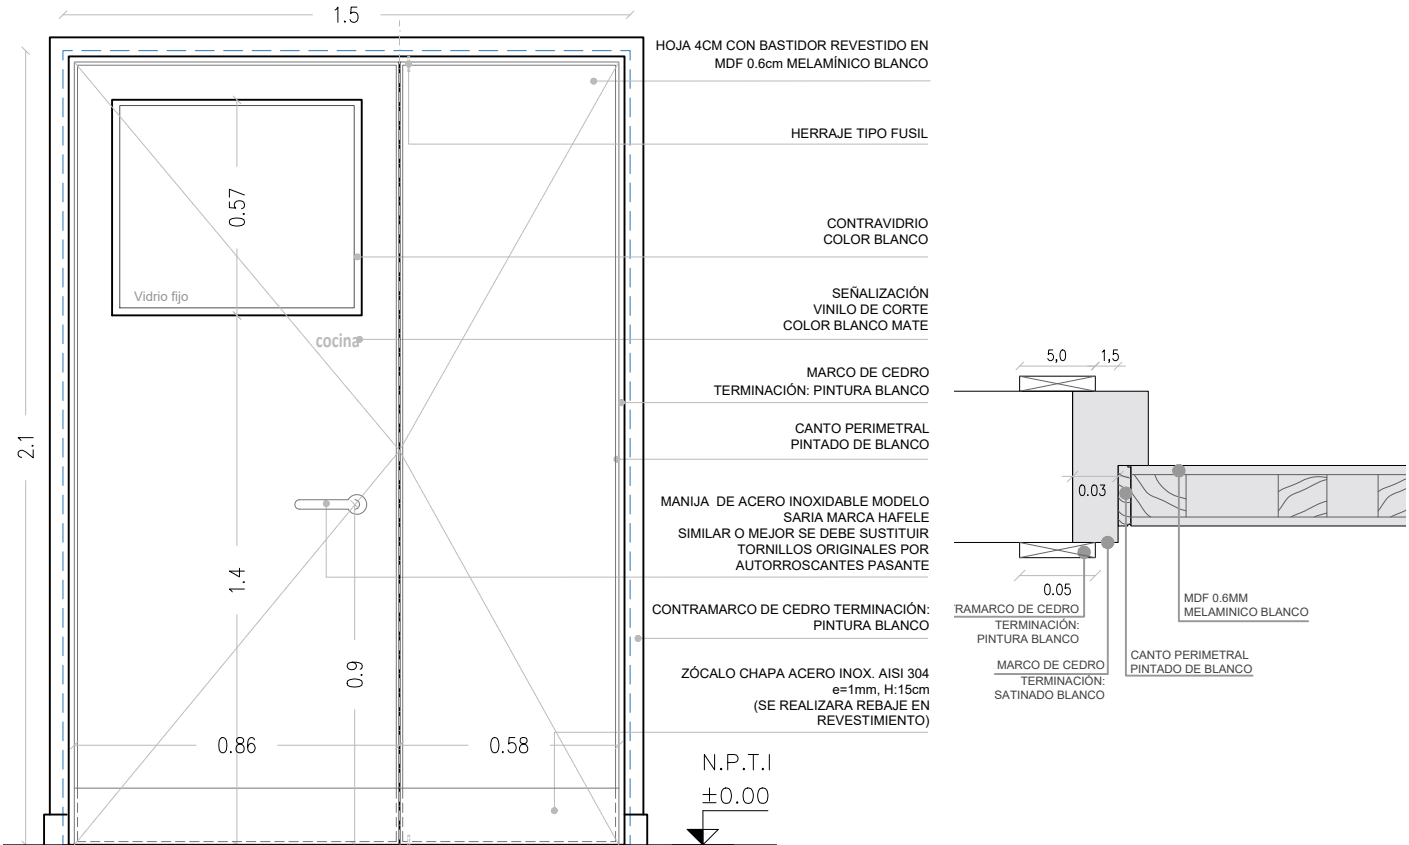 1.5
2.1
0.57
Vidrio fijo
cocina
1.4
0.9
0.86
0.58
HOJA 4CM CON BASTIDOR REVESTIDO EN
MDF 0.6cm MELAMÍNICO BLANCO
HERRAJE TIPO FUSIL
CONTRAVIDRIO
COLOR BLANCO
SEÑALIZACIÓN
VINILO DE CORTE
COLOR BLANCO MATE
MARCO DE CEDRO
TERMINACIÓN: PINTURA BLANCO
CANTO PERIMETRAL
PINTADO DE BLANCO
MANIJA DE ACERO INOXIDABLE MODELO
SARIA MARCA HAFELE
SIMILAR O MEJOR SE DEBE SUSTITUIR
TORNILLOS ORIGINALES POR
AUTORROSCANTES PASANTE
CONTRAMARCO DE CEDRO TERMINACIÓN:
PINTURA BLANCO
ZÓCALO CHAPA ACERO INOX. AISI 304
e=1mm, H:15cm
(SE REALIZARA REBAJE EN
REVESTIMIENTO)
N.P.T.I
±0.00
5,0 1,5
0.03
0.05
RAMARCO DE CEDRO
TERMINACIÓN:
PINTURA BLANCO
MARCO DE CEDRO
TERMINACIÓN:
SATINADO BLANCO
MDF 0.6MM
MELAMINICO BLANCO
CANTO PERIMETRAL
PINTADO DE BLANCO